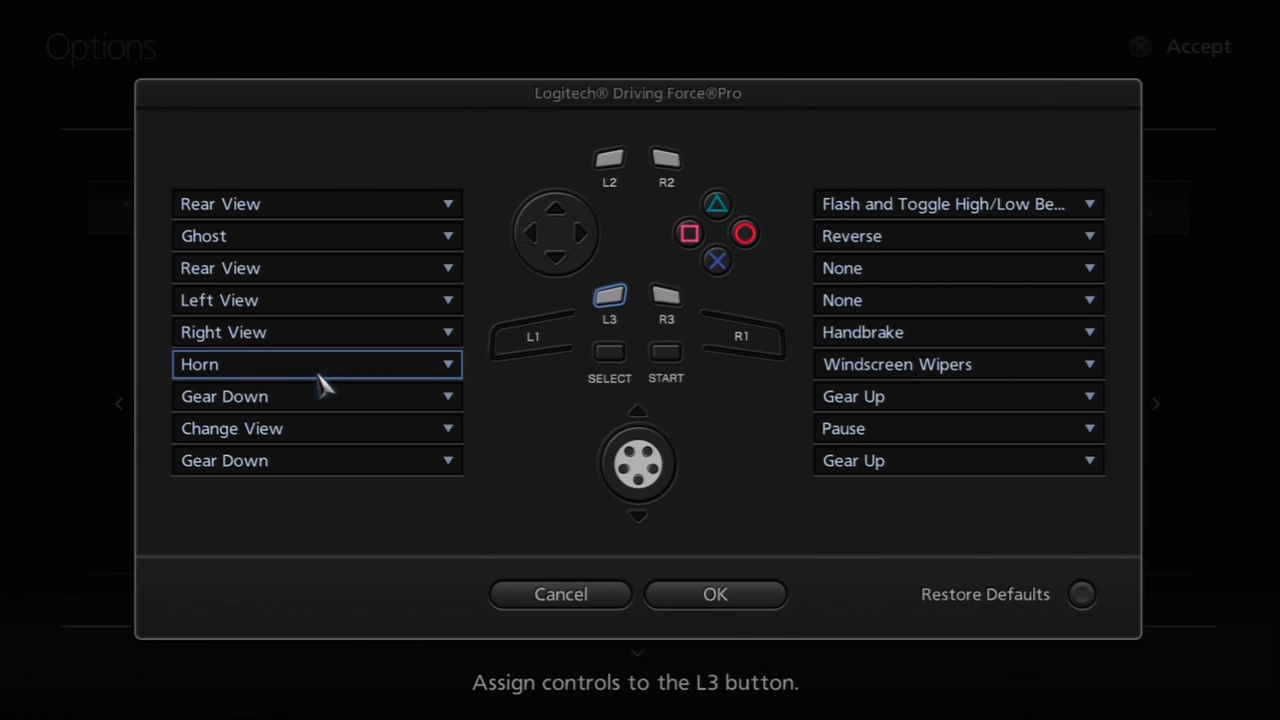 Options
Accept
Logitech® Driving Force®Pro
L2
R2
Rear View
Flash and Toggle High/Low Be...
Ghost
Reverse
Rear View
None
Left View
None
L3
R3
Right View
L1
R1
Handbrake
Horn
Windscreen Wipers
SELECT
START
Gear Down
Gear Up
Change View
Pause
Gear Down
Gear Up
Cancel
OK
Restore Defaults
Assign controls to the L3 button.